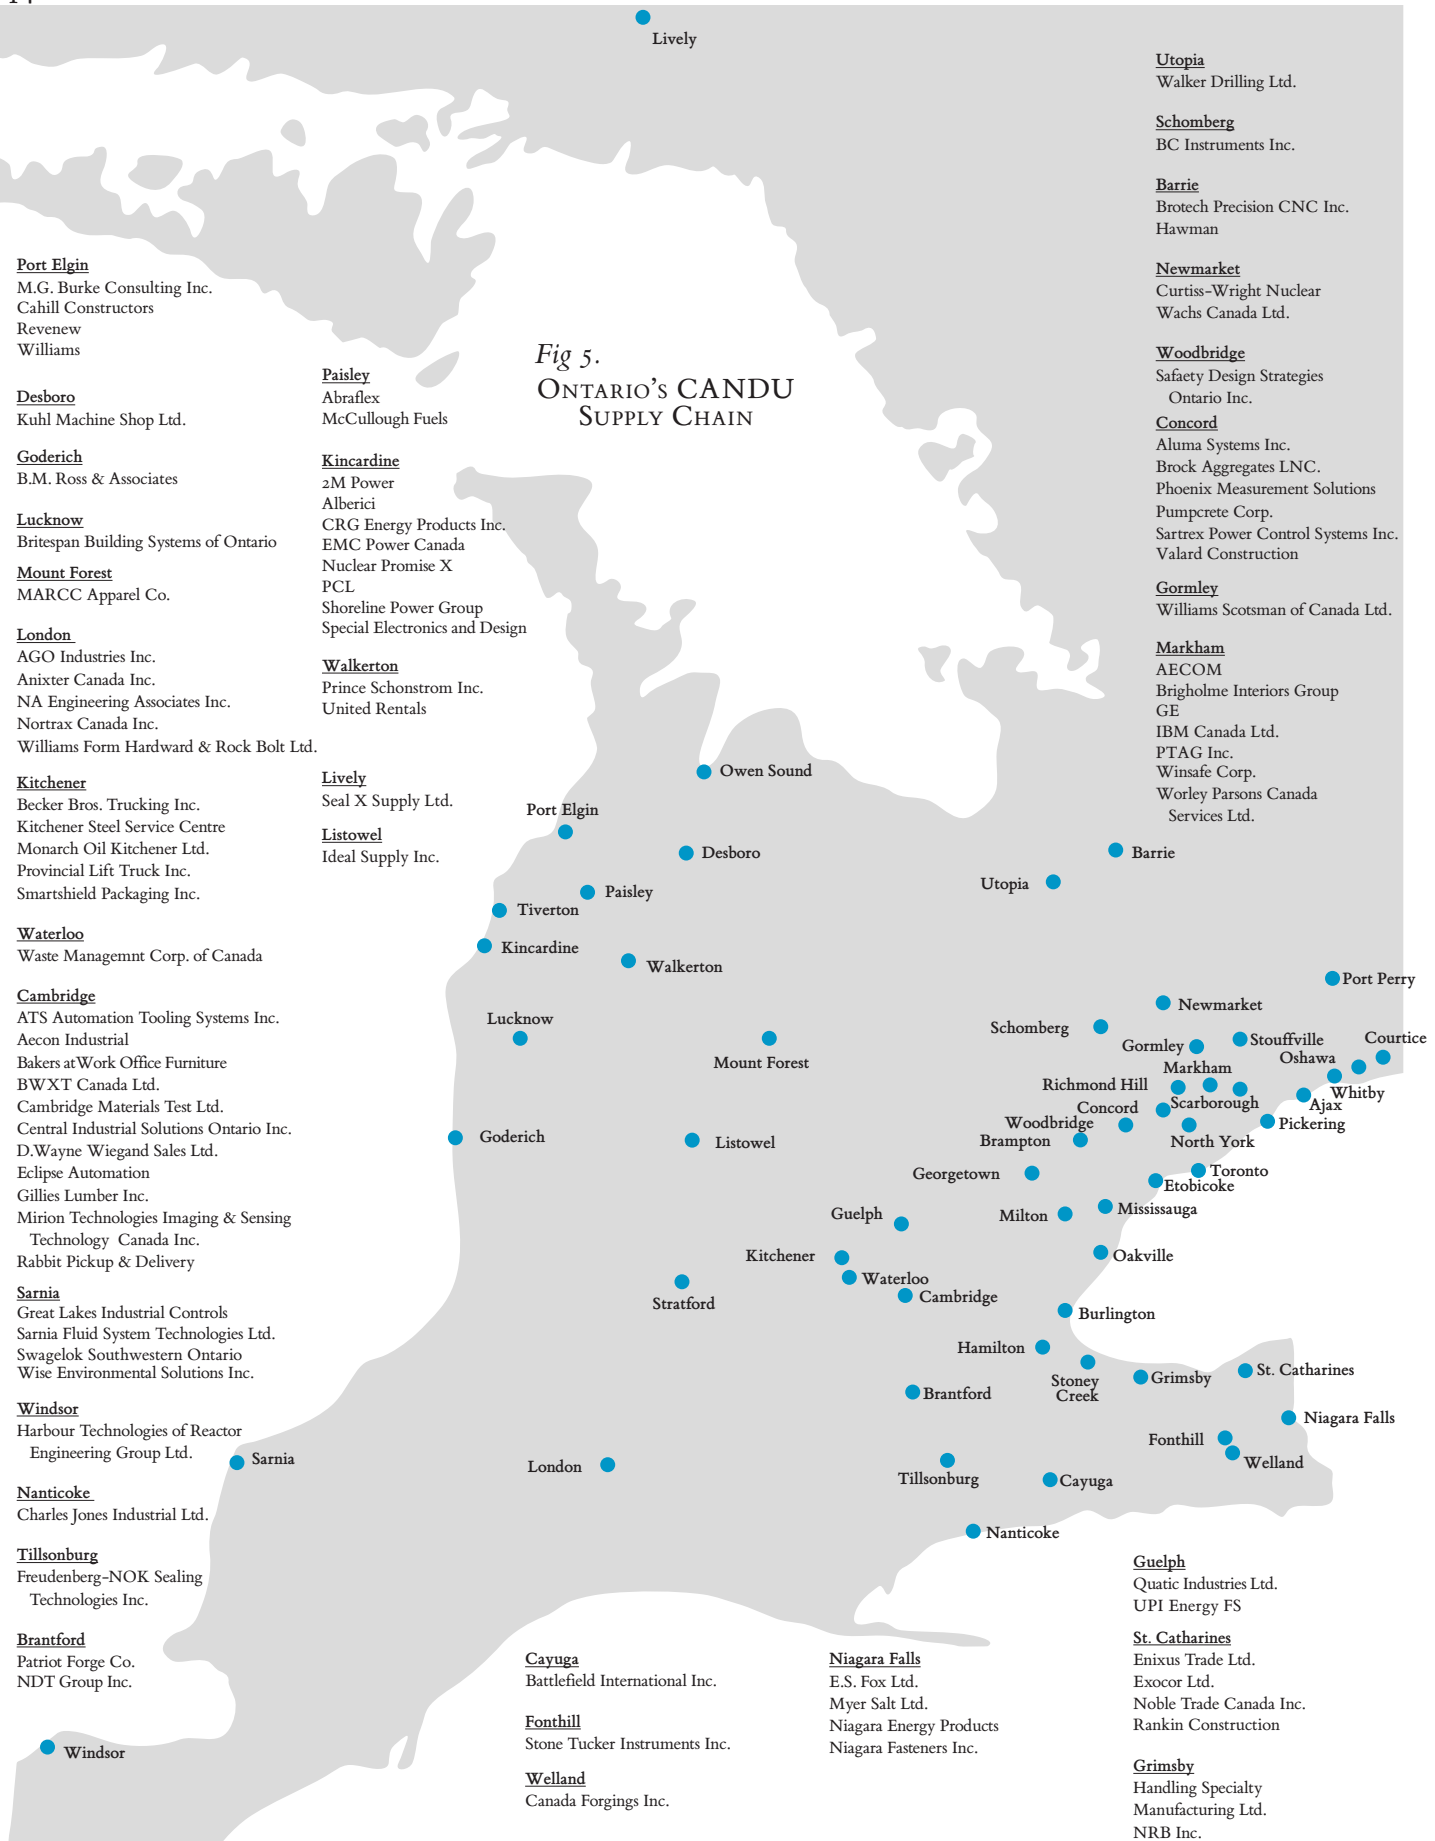 Lively
Utopia
Walker Drilling Ltd.
Schomberg
BC Instruments Inc.
Barrie
Brotech Precision CNC Inc.
Hawman
Newmarket
Curtiss-Wright Nuclear
Wachs Canada Ltd.
Woodbridge
Safaety Design Strategies
Ontario Inc.
Concord
Aluma Systems Inc.
Brock Aggregates LNC.
Phoenix Measurement Solutions
Pumpcrete Corp.
Sartrex Power Control Systems Inc.
Valard Construction
Gormley
Williams Scotsman of Canada Ltd.
Markham
AECOM
Brigholme Interiors Group
GE
IBM Canada Ltd.
PTAG Inc.
Winsafe Corp.
Worley Parsons Canada
Services Ltd.
Fig 5.
Ontario's CANDU
Supply Chain
Port Elgin
M.G. Burke Consulting Inc.
Cahill Constructors
Revenew
Williams
Desboro
Kuhl Machine Shop Ltd.
Goderich
B.M. Ross & Associates
Lucknow
Britespan Building Systems of Ontario
Mount Forest
MARCC Apparel Co.
London
AGO Industries Inc.
Anixter Canada Inc.
NA Engineering Associates Inc.
Nortrax Canada Inc.
Williams Form Hardward & Rock Bolt Ltd.
Kitchener
Becker Bros. Trucking Inc.
Kitchener Steel Service Centre
Monarch Oil Kitchener Ltd.
Provincial Lift Truck Inc.
Smartshield Packaging Inc.
Waterloo
Waste Managemnt Corp. of Canada
Cambridge
ATS Automation Tooling Systems Inc.
Aecon Industrial
Bakers at Work Office Furniture
BWXT Canada Ltd.
Cambridge Materials Test Ltd.
Central Industrial Solutions Ontario Inc.
D.Wayne Wiegand Sales Ltd.
Eclipse Automation
Gillies Lumber Inc.
Mirion Technologies Imaging & Sensing
Technology Canada Inc.
Rabbit Pickup & Delivery
Sarnia
Great Lakes Industrial Controls
Sarnia Fluid System Technologies Ltd.
Swagelok Southwestern Ontario
Wise Environmental Solutions Inc.
Windsor
Harbour Technologies of Reactor
Engineering Group Ltd.
Nanticoke
Charles Jones Industrial Ltd.
Tillsonburg
Freudenberg-NOK Sealing
Technologies Inc.
Brantford
Patriot Forge Co.
NDT Group Inc.
Paisley
Abraflex
McCullough Fuels
Kincardine
2M Power
Alberici
CRG Energy Products Inc.
EMC Power Canada
Nuclear Promise X
PCL
Shoreline Power Group
Special Electronics and Design
Walkerton
Prince Schonstrom Inc.
United Rentals
Lively
Seal X Supply Ltd.
Listowel
Ideal Supply Inc.
Owen Sound
Port Elgin
Desboro
Barrie
Utopia
Paisley
Tiverton
Kincardine
Walkerton
Port Perry
Newmarket
Lucknow
Schomberg
Mount Forest
Gormley
Stouffville
Courtice
Oshawa
Markham
Richmond Hill
Whitby
Scarborough
Ajax
Concord
Woodbridge
Pickering
Goderich
Listowel
Brampton
North York
Georgetown
Toronto
Etobicoke
Guelph
Milton
Mississauga
Kitchener
Oakville
Waterloo
Cambridge
Stratford
Burlington
Hamilton
Stoney
Creek
Grimsby
St. Catharines
Brantford
Niagara Falls
Fonthill
Welland
Sarnia
London
Tillsonburg
Cayuga
Nanticoke
Windsor
Cayuga
Battlefield International Inc.
Fonthill
Stone Tucker Instruments Inc.
Welland
Canada Forgings Inc.
Niagara Falls
E.S. Fox Ltd.
Myer Salt Ltd.
Niagara Energy Products
Niagara Fasteners Inc.
Guelph
Quatic Industries Ltd.
UPI Energy FS
St. Catharines
Enixus Trade Ltd.
Exocor Ltd.
Noble Trade Canada Inc.
Rankin Construction
Grimsby
Handling Specialty
Manufacturing Ltd.
NRB Inc.